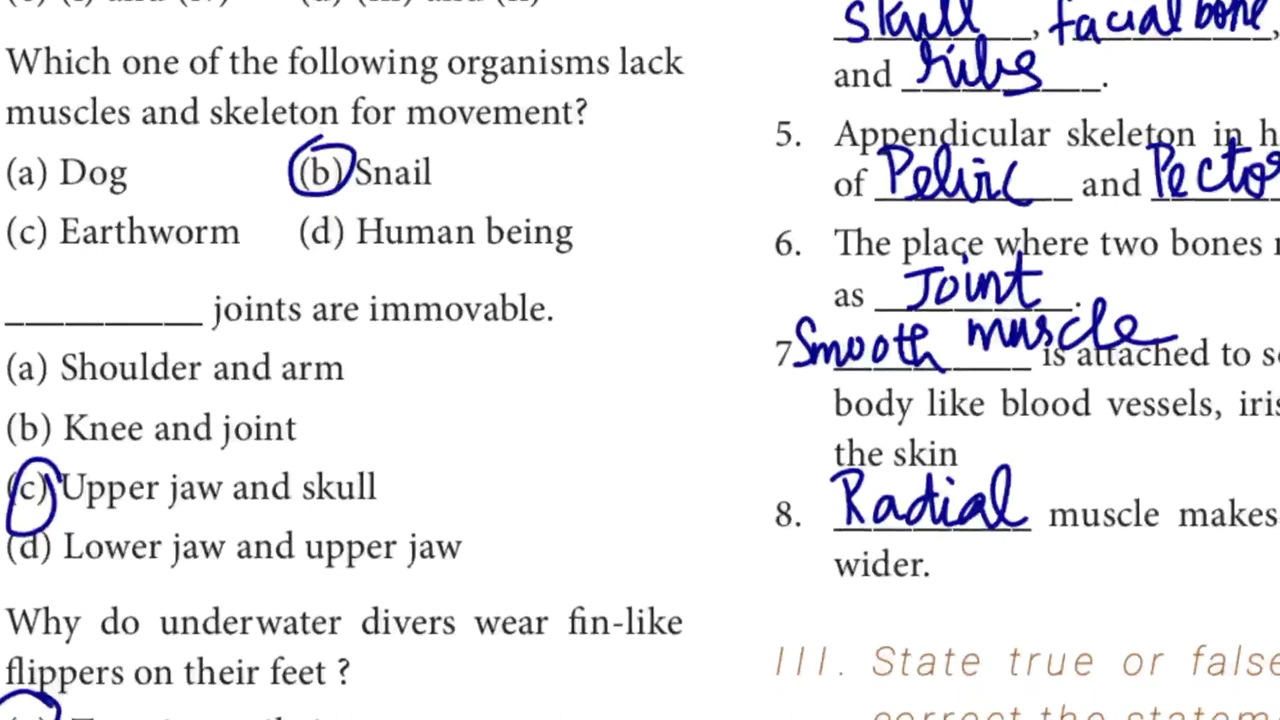 Which one of the following organisms lack
muscles and skeleton for movement?
(a) Dog (b) Snail
(c) Earthworm (d) Human being
__________ joints are immovable.
(a) Shoulder and arm
(b) Knee and joint
(c) Upper jaw and skull
(d) Lower jaw and upper jaw
Why do underwater divers wear fin-like
flippers on their feet ?
skull, facial bone,
and ribs.
5. Appendicular skeleton in h
of Pelvic and Pecto
6. The place where two bones
as Joint.
7 Smooth muscle is attached to s
body like blood vessels, iris
the skin
8. Radial muscle makes
wider.
III. State true or false
correct the statem